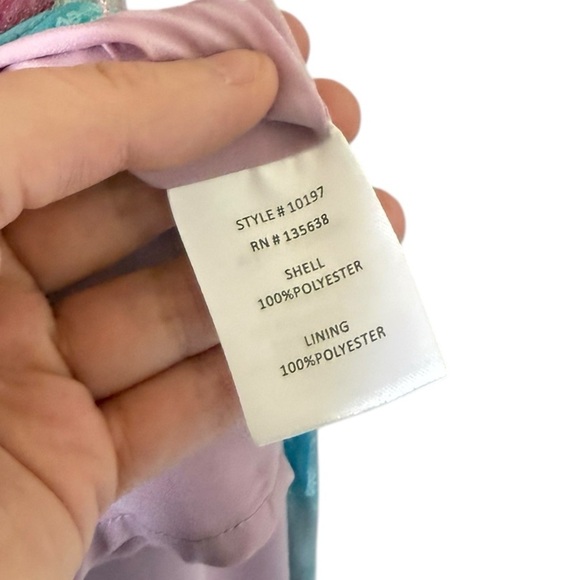 STYLE # 10197
RN # 135638
SHELL
100%POLYESTER
LINING
100%POLYESTER